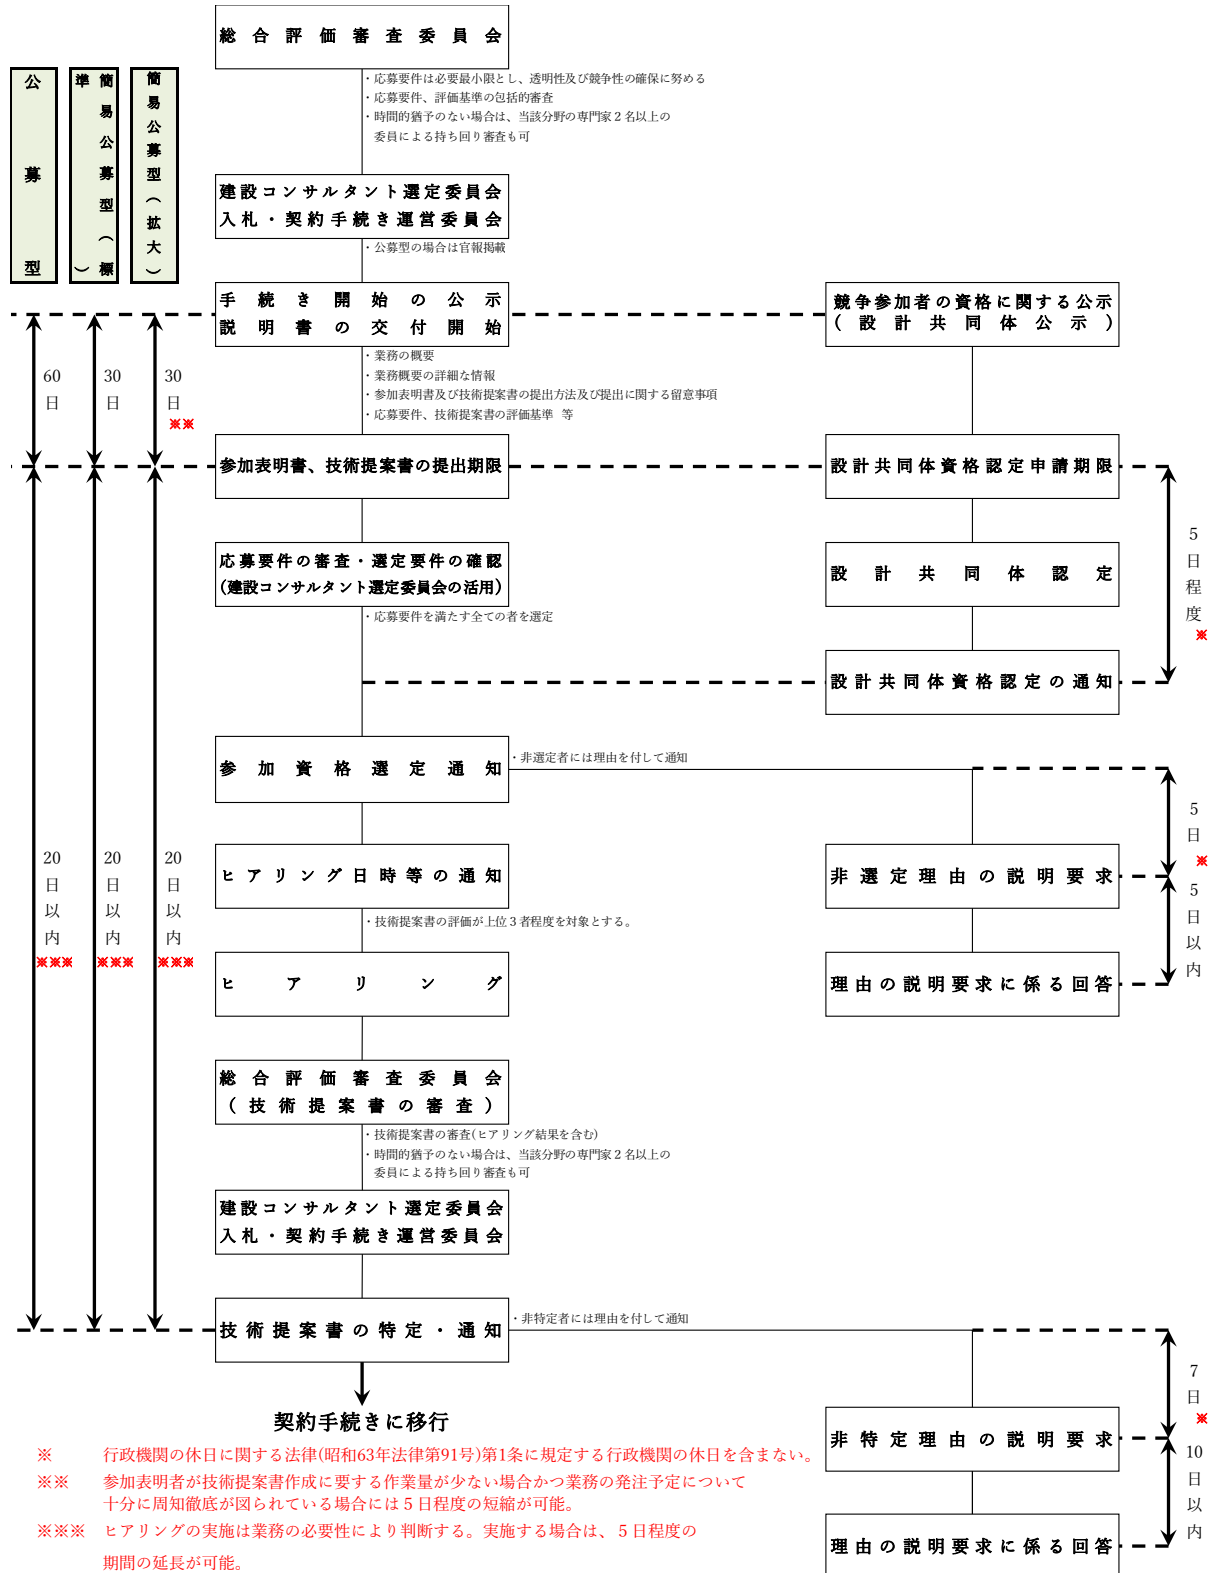 総合評価審査委員会
・応募要件は必要最小限とし、透明性及び競争性の確保に努める
・応募要件、評価基準の包括的審査
・時間的猶予のない場合は、当該分野の専門家２名以上の
委員による持ち回り審査も可
公募型
簡易公募型（標
準）
簡易公募型（拡大）
建設コンサルタント選定委員会
入札・契約手続き運営委員会
・公募型の場合は官報掲載
手続き開始の公示
説明書の交付開始
競争参加者の資格に関する公示
(設計共同体公示)
60
日
30
日
30
日
※※
・業務の概要
・業務概要の詳細な情報
・参加表明書及び技術提案書の提出方法及び提出に関する留意事項
・応募要件、技術提案書の評価基準 等
参加表明書、技術提案書の提出期限
設計共同体資格認定申請期限
応募要件の審査・選定要件の確認
(建設コンサルタント選定委員会の活用)
・応募要件を満たす全ての者を選定
設計共同体認定
5
日
程
度
※
設計共同体資格認定の通知
参加資格選定通知
・非選定者には理由を付して通知
5
日
※
20
日
以
内
※※※
20
日
以
内
※※※
20
日
以
内
※※※
ヒアリング日時等の通知
・技術提案書の評価が上位３者程度を対象とする。
非選定理由の説明要求
5
日
以
内
ヒアリング
理由の説明要求に係る回答
総合評価審査委員会
(技術提案書の審査)
・技術提案書の審査(ヒアリング結果を含む)
・時間的猶予のない場合は、当該分野の専門家２名以上の
委員による持ち回り審査も可
建設コンサルタント選定委員会
入札・契約手続き運営委員会
技術提案書の特定・通知
・非特定者には理由を付して通知
7
日
※
契約手続きに移行
非特定理由の説明要求
10
日
以
内
理由の説明要求に係る回答
※ 行政機関の休日に関する法律(昭和63年法律第91号)第1条に規定する行政機関の休日を含まない。
※※ 参加表明者が技術提案書作成に要する作業量が少ない場合かつ業務の発注予定について
十分に周知徹底が図られている場合には５日程度の短縮が可能。
※※※ ヒアリングの実施は業務の必要性により判断する。実施する場合は、５日程度の
期間の延長が可能。